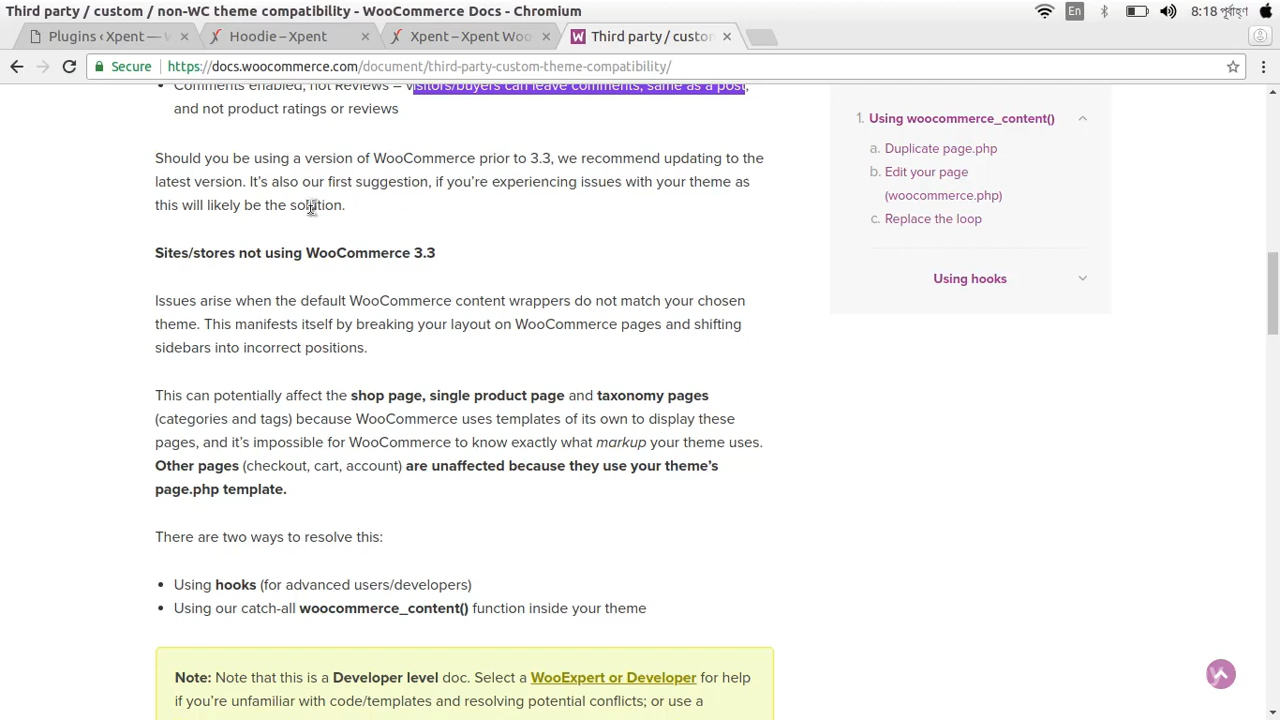 Third party / custom / non-WC theme compatibility - WooCommerce Docs - Chromium
En
8:18 পূর্বাহ্ণ
Plugins ‹ Xpent — W
Hoodie – Xpent
Xpent – Xpent Woo
Third party / custo
Secure
https://docs.woocommerce.com/document/third-party-custom-theme-compatibility/
Comments enabled, not Reviews – visitors/buyers can leave comments, same as a post,
and not product ratings or reviews
Should you be using a version of WooCommerce prior to 3.3, we recommend updating to the
latest version. It’s also our first suggestion, if you’re experiencing issues with your theme as
this will likely be the solution.
Sites/stores not using WooCommerce 3.3
Issues arise when the default WooCommerce content wrappers do not match your chosen
theme. This manifests itself by breaking your layout on WooCommerce pages and shifting
sidebars into incorrect positions.
This can potentially affect the shop page, single product page and taxonomy pages
(categories and tags) because WooCommerce uses templates of its own to display these
pages, and it’s impossible for WooCommerce to know exactly what markup your theme uses.
Other pages (checkout, cart, account) are unaffected because they use your theme’s
page.php template.
There are two ways to resolve this:
Using hooks (for advanced users/developers)
Using our catch-all woocommerce_content() function inside your theme
Note: Note that this is a Developer level doc. Select a WooExpert or Developer for help
if you’re unfamiliar with code/templates and resolving potential conflicts; or use a
1. Using woocommerce_content()
a. Duplicate page.php
b. Edit your page
(woocommerce.php)
c. Replace the loop
Using hooks